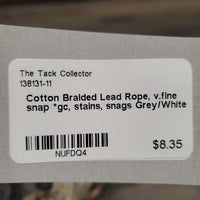 The Tack Collector
138131-11
Cotton Braided Lead Rope, v.fine
snap *gc, stains, snags Grey/White
NUFDQ4
$8.35